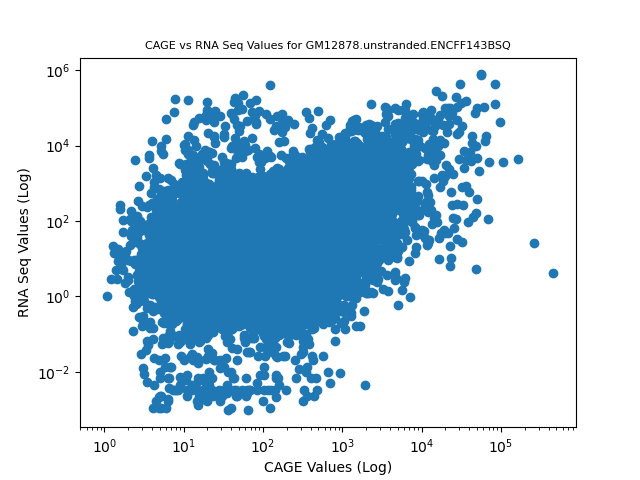 CAGE vs RNA Seq Values for GM12878.unstranded.ENCFF143BSQ
10⁶
10⁴
10²
10⁰
10⁻²
RNA Seq Values (Log)
10⁰ 10¹ 10² 10³ 10⁴ 10⁵
CAGE Values (Log)